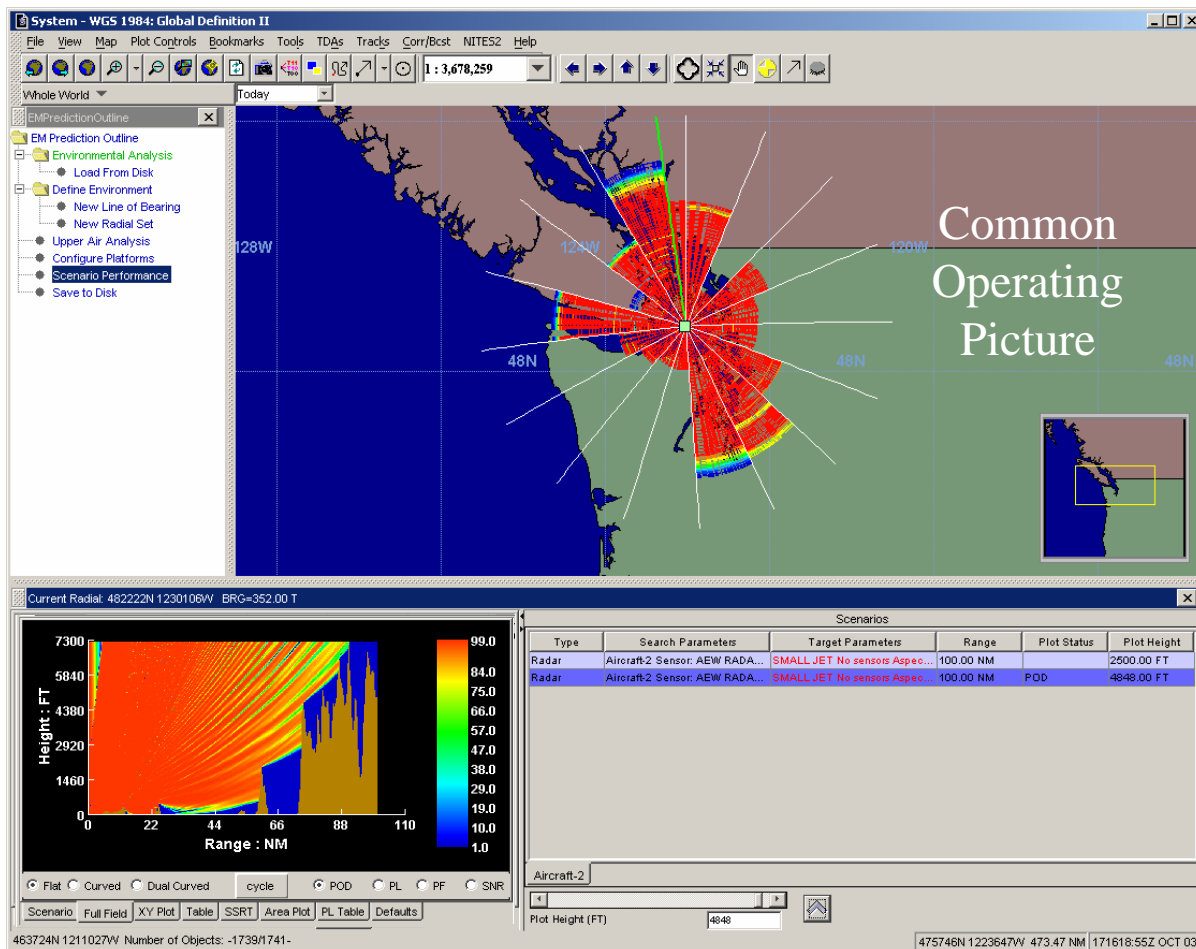 System - WGS 1984: Global Definition II
File View Map Plot Controls Bookmarks Tools TDAs Tracks Corr/Bcst NITES2 Help
1 : 3,678,259
Whole World
Today
EMPredictionOutline
EM Prediction Outline
Environmental Analysis
Load From Disk
Define Environment
New Line of Bearing
New Radial Set
Upper Air Analysis
Configure Platforms
Scenario Performance
Save to Disk
128W 124W 120W
48N 48N 48N
Common
Operating
Picture
Current Radial: 482222N 1230106W BRG=352.00 T
7300
5840
4380
2920
1460
0
Height : FT
0 22 44 66 88 110
Range : NM
99.0
84.0
75.0
66.0
57.0
47.0
38.0
29.0
19.0
10.0
1.0
Flat Curved Dual Curved cycle POD PL PF SNR
Scenario Full Field XY Plot Table SSRT Area Plot PL Table Defaults
Scenarios
Type Search Parameters Target Parameters Range Plot Status Plot Height
Radar Aircraft-2 Sensor: AEW RADA... SMALL JET No sensors Aspec... 100.00 NM 2500.00 FT
Radar Aircraft-2 Sensor: AEW RADA... SMALL JET No sensors Aspec... 100.00 NM POD 4848.00 FT
Aircraft-2
Plot Height (FT) 4848
463724N 1211027W Number of Objects: -1739/1741-
475746N 1223647W 473.47 NM 171618:55Z OCT 03